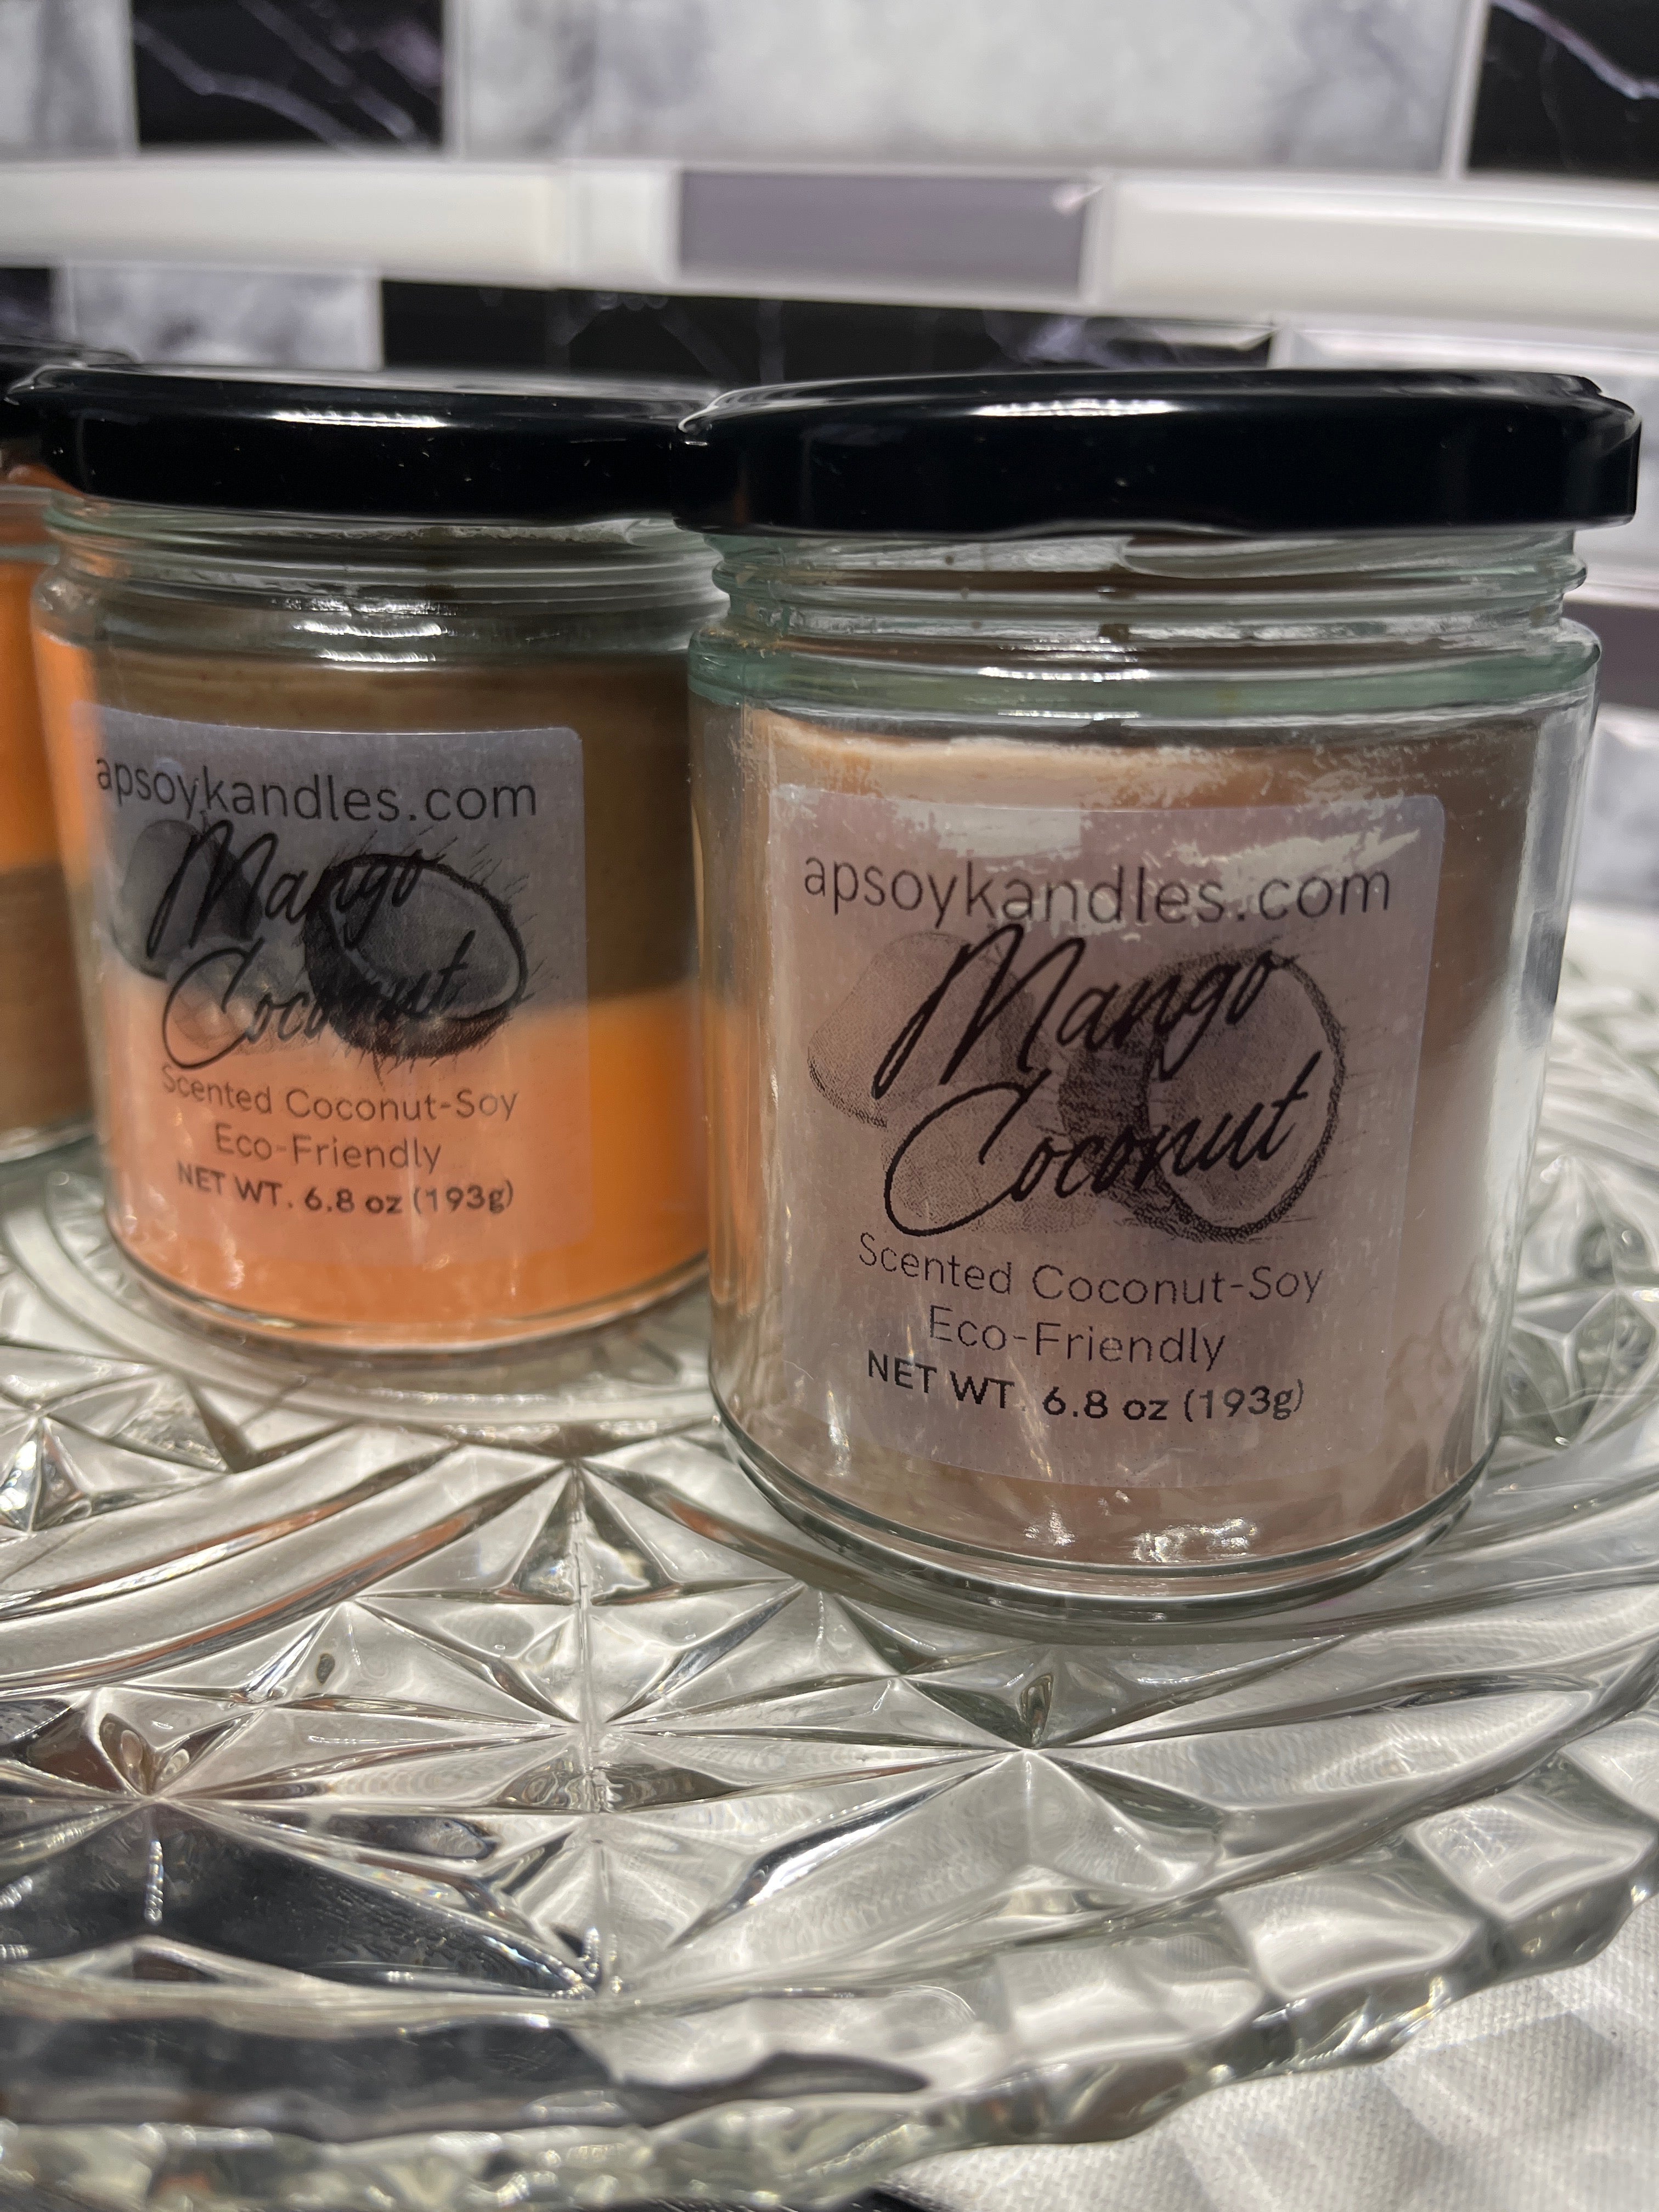 apsoykandles.com
Mango
Coconut
Scented Coconut-Soy
Eco-Friendly
NET WT. 6.8 oz (193g)
apsoykandles.com
Mango
Coconut
Scented Coconut-Soy
Eco-Friendly
NET WT. 6.8 oz (193g)